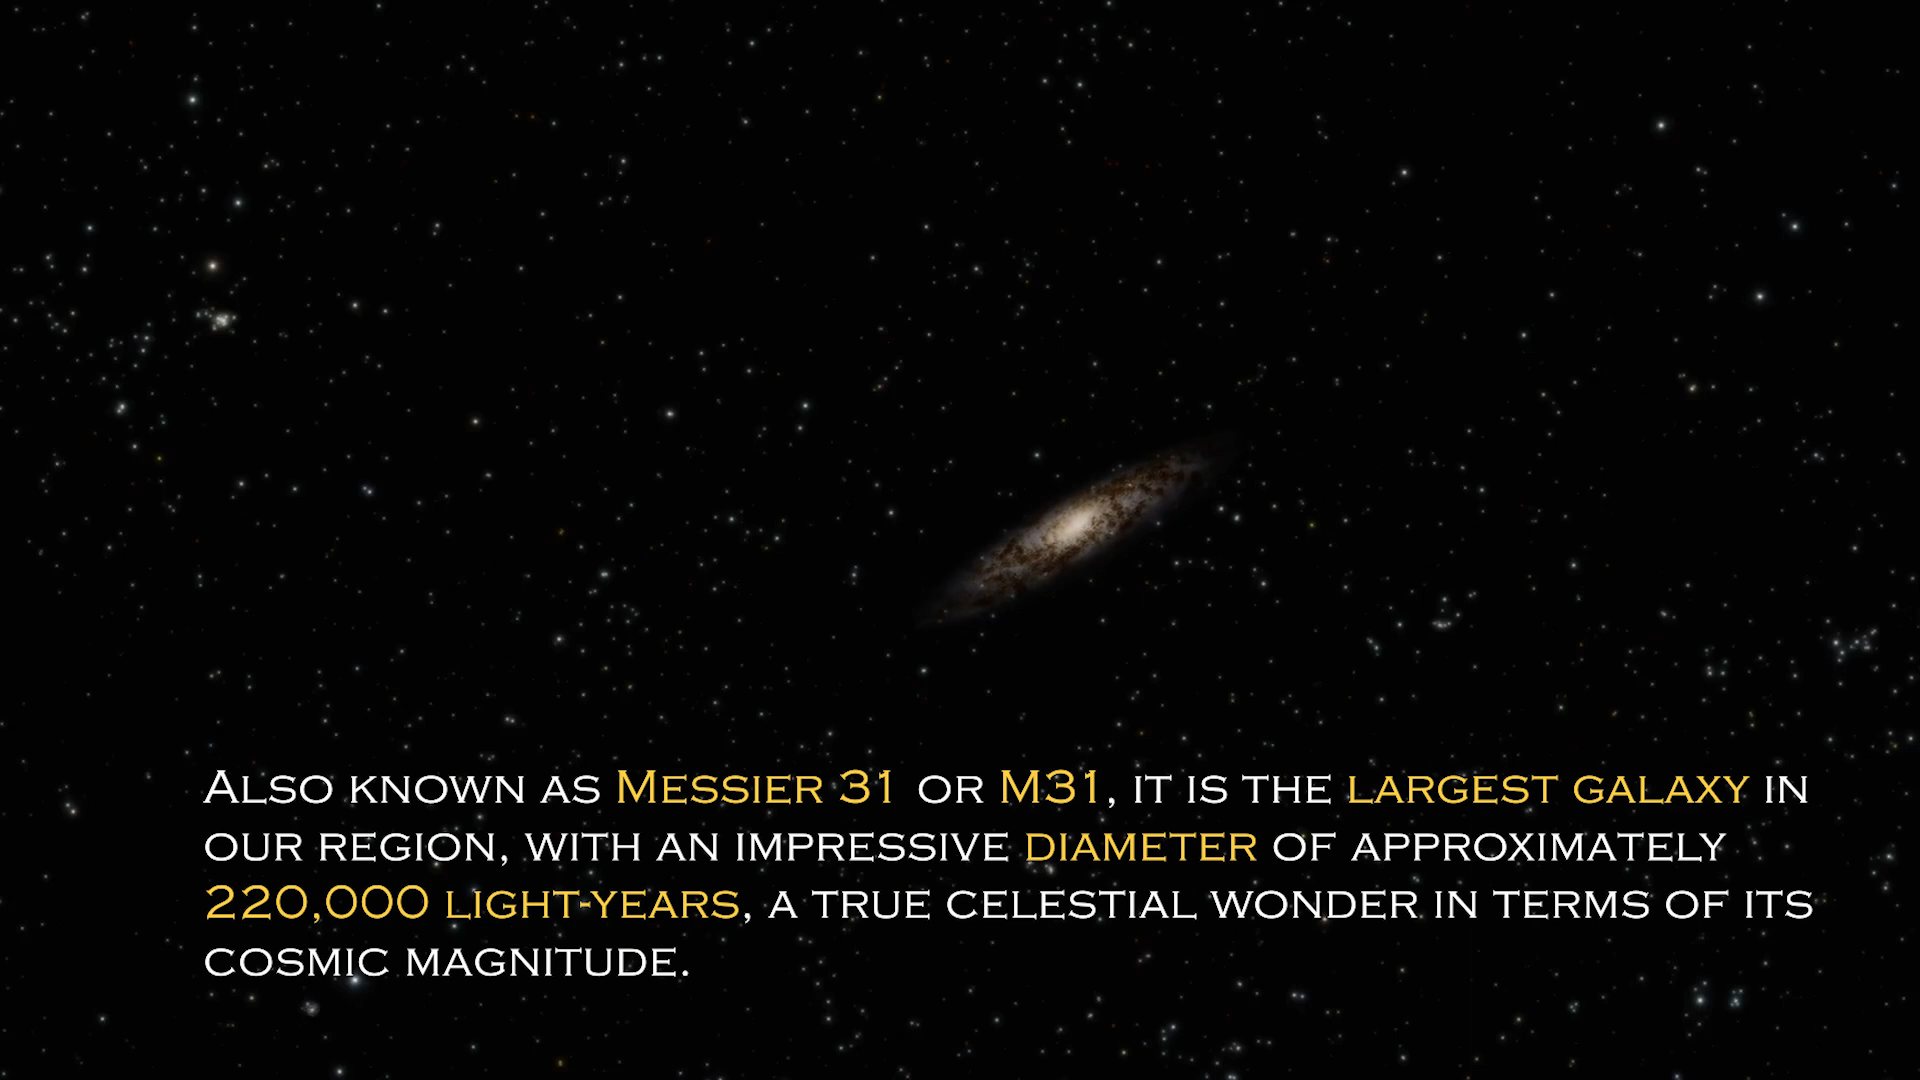 Also known as Messier 31 or M31, it is the largest galaxy in
our region, with an impressive diameter of approximately
220,000 light-years, a true celestial wonder in terms of its
cosmic magnitude.